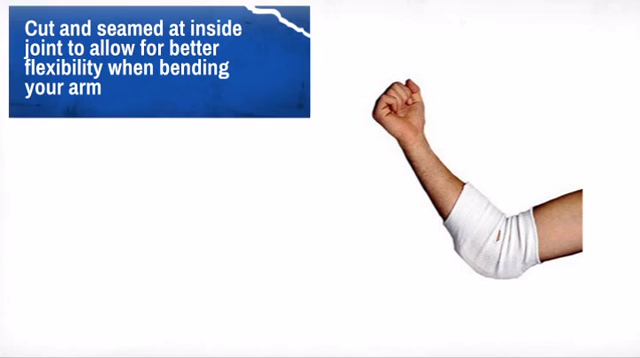 Cut and seamed at inside
joint to allow for better
flexibility when bending
your arm